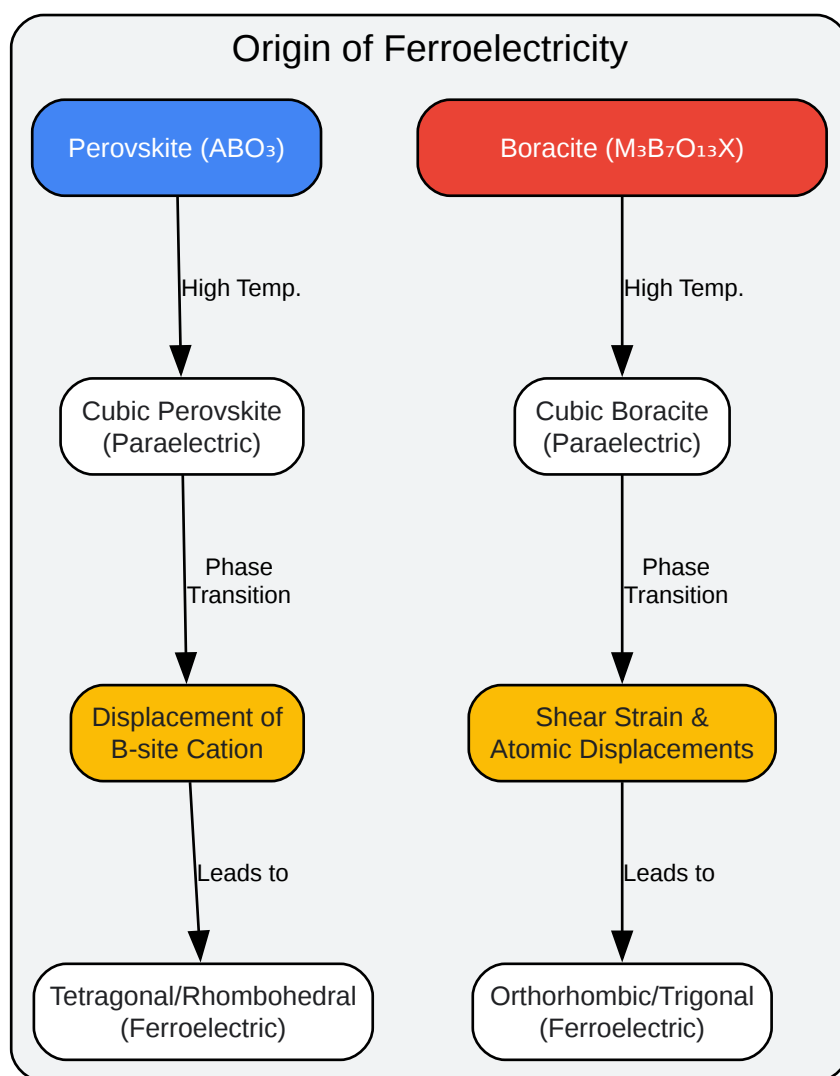 Origin of Ferroelectricity
Perovskite (ABO₃)
High Temp.
Cubic Perovskite
(Paraelectric)
Phase
Transition
Displacement of
B-site Cation
Leads to
Tetragonal/Rhombohedral
(Ferroelectric)
Boracite (M₃B₇O₁₃X)
High Temp.
Cubic Boracite
(Paraelectric)
Phase
Transition
Shear Strain &
Atomic Displacements
Leads to
Orthorhombic/Trigonal
(Ferroelectric)